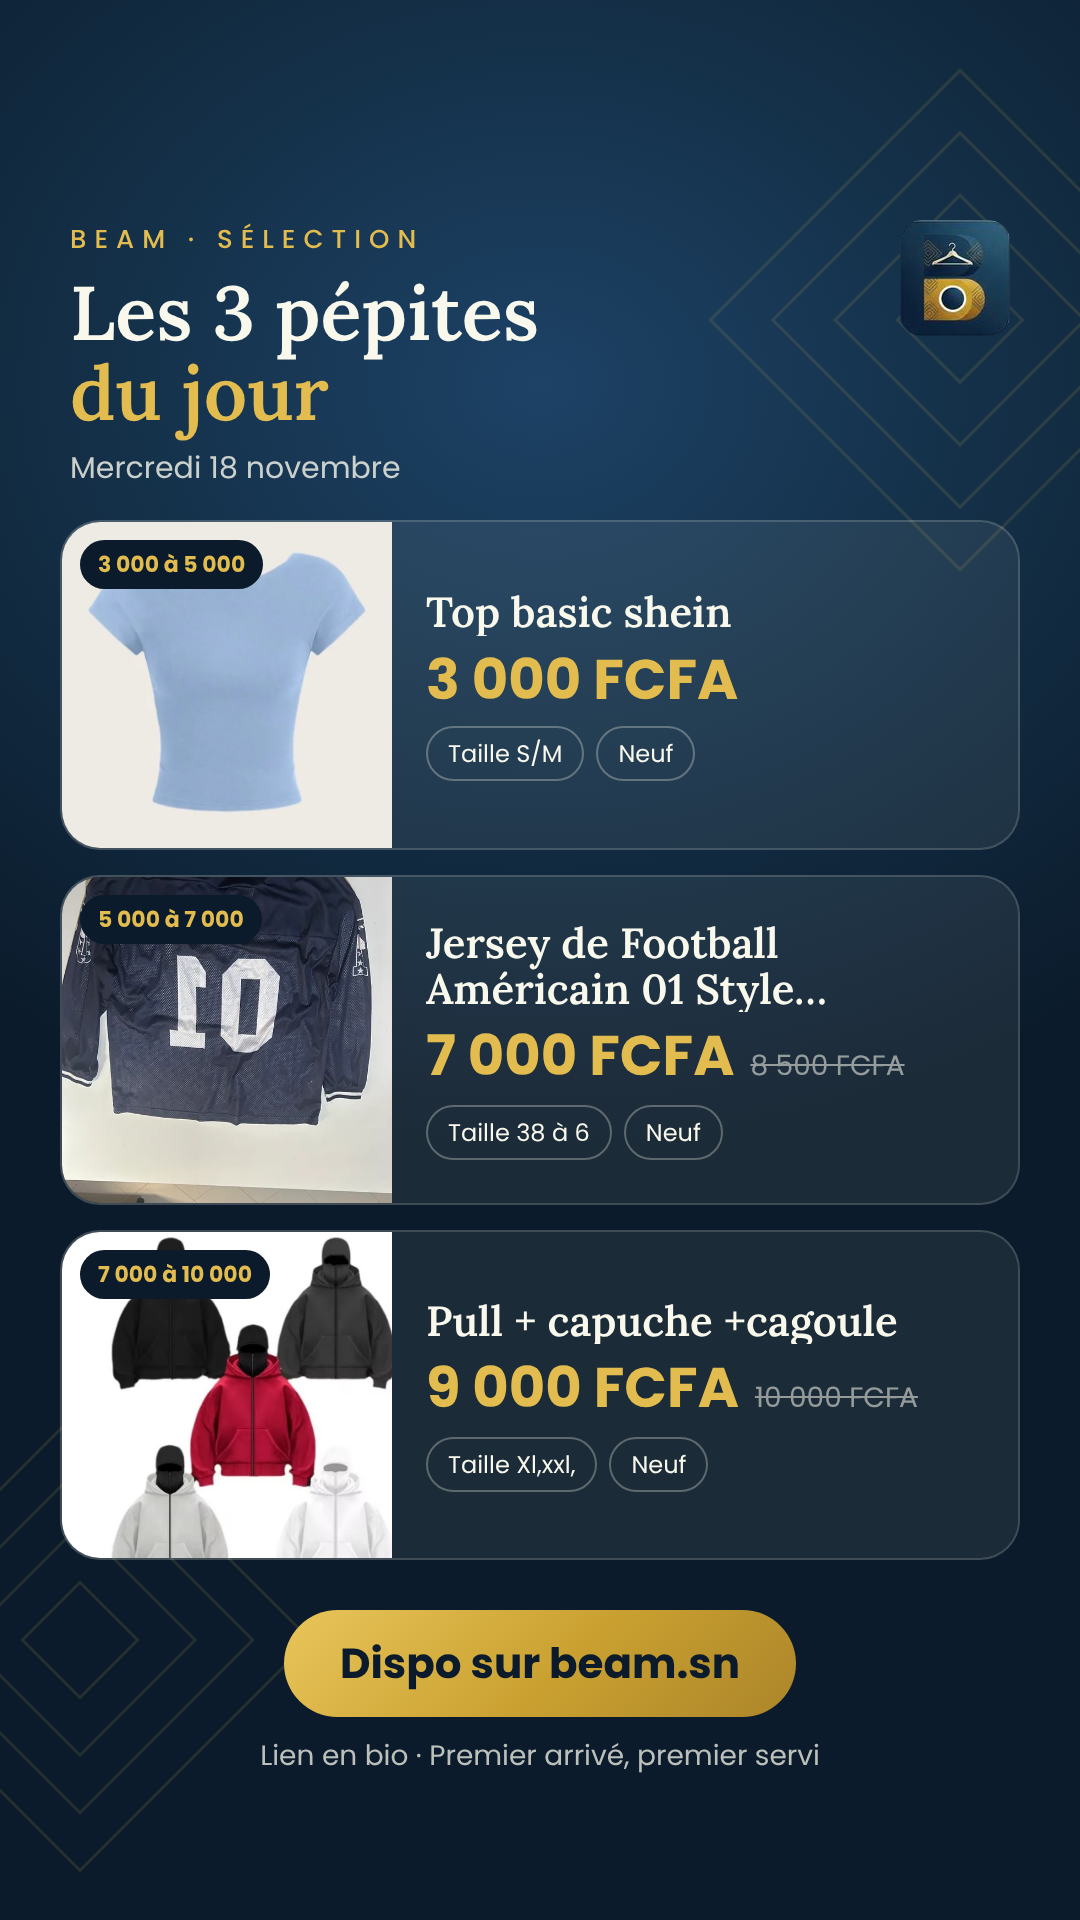 BEAM · SÉLECTION
Les 3 pépites
du jour
Mercredi 18 novembre
3 000 à 5 000
Top basic shein
3 000 FCFA
Taille S/M
Neuf
5 000 à 7 000
10
Jersey de Football
Américain 01 Style...
7 000 FCFA 8 500 FCFA
Taille 38 à 6
Neuf
7 000 à 10 000
Pull + capuche +cagoule
9 000 FCFA 10 000 FCFA
Taille Xl,xxl,
Neuf
Dispo sur beam.sn
Lien en bio · Premier arrivé, premier servi